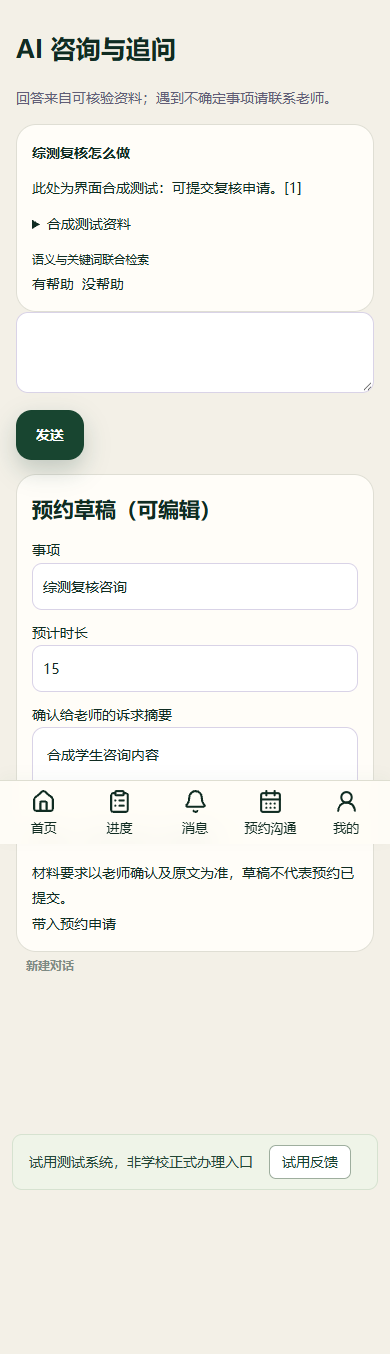 AI 咨询与追问
回答来自可核验资料；遇到不确定事项请联系老师。
综测复核怎么做
此处为界面合成测试：可提交复核申请。[1]
合成测试资料
语义与关键词联合检索
有帮助 没帮助
发送
预约草稿（可编辑）
事项
综测复核咨询
预计时长
15
确认给老师的诉求摘要
合成学生咨询内容
首页 进度 消息 预约沟通 我的
材料要求以老师确认及原文为准，草稿不代表预约已
提交。
带入预约申请
新建对话
试用测试系统，非学校正式办理入口 试用反馈